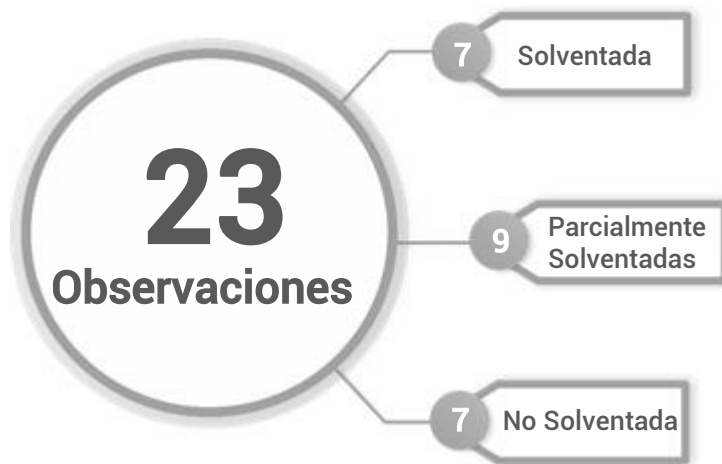 23
Observaciones
7
Solventada
9
Parcialmente
Solventadas
7
No Solventada